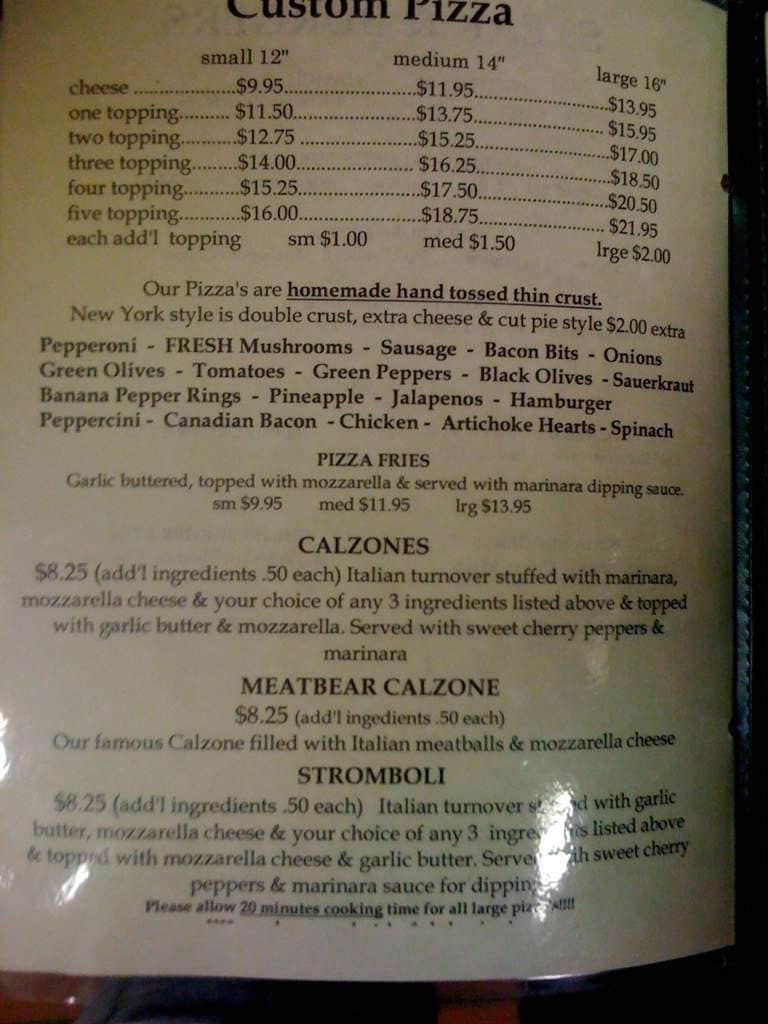 Custom Pizza
small 12" medium 14" large 16"
cheese .................$9.95......................$11.95......................$13.95
one topping.......... $11.50......................$13.75...................... $15.95
two topping..........$12.75 ....................$15.25......................$17.00
three topping.........$14.00.................... $16.25......................$18.50
four topping...........$15.25....................$17.50......................$20.50
five topping...........$16.00....................$18.75...................... $21.95
each add'l topping sm $1.00 med $1.50 lrge $2.00
Our Pizza's are homemade hand tossed thin crust.
New York style is double crust, extra cheese & cut pie style $2.00 extra
Pepperoni - FRESH Mushrooms - Sausage - Bacon Bits - Onions
Green Olives - Tomatoes - Green Peppers - Black Olives - Sauerkraut
Banana Pepper Rings - Pineapple - Jalapenos - Hamburger
Peppercini - Canadian Bacon - Chicken - Artichoke Hearts - Spinach
PIZZA FRIES
Garlic buttered, topped with mozzarella & served with marinara dipping sauce.
sm $9.95 med $11.95 lrg $13.95
CALZONES
$8.25 (add'l ingredients .50 each) Italian turnover stuffed with marinara,
mozzarella cheese & your choice of any 3 ingredients listed above & topped
with garlic butter & mozzarella. Served with sweet cherry peppers &
marinara
MEATBEAR CALZONE
$8.25 (add'l ingedients .50 each)
Our famous Calzone filled with Italian meatballs & mozzarella cheese
STROMBOLI
$8.25 (add'l ingredients .50 each) Italian turnover with garlic
butter, mozzarella cheese & your choice of any 3 listed above
& topped with mozzarella cheese & garlic butter. sweet cherry
peppers & marinara sauce for
Please allow 20 minutes cooking time for all large